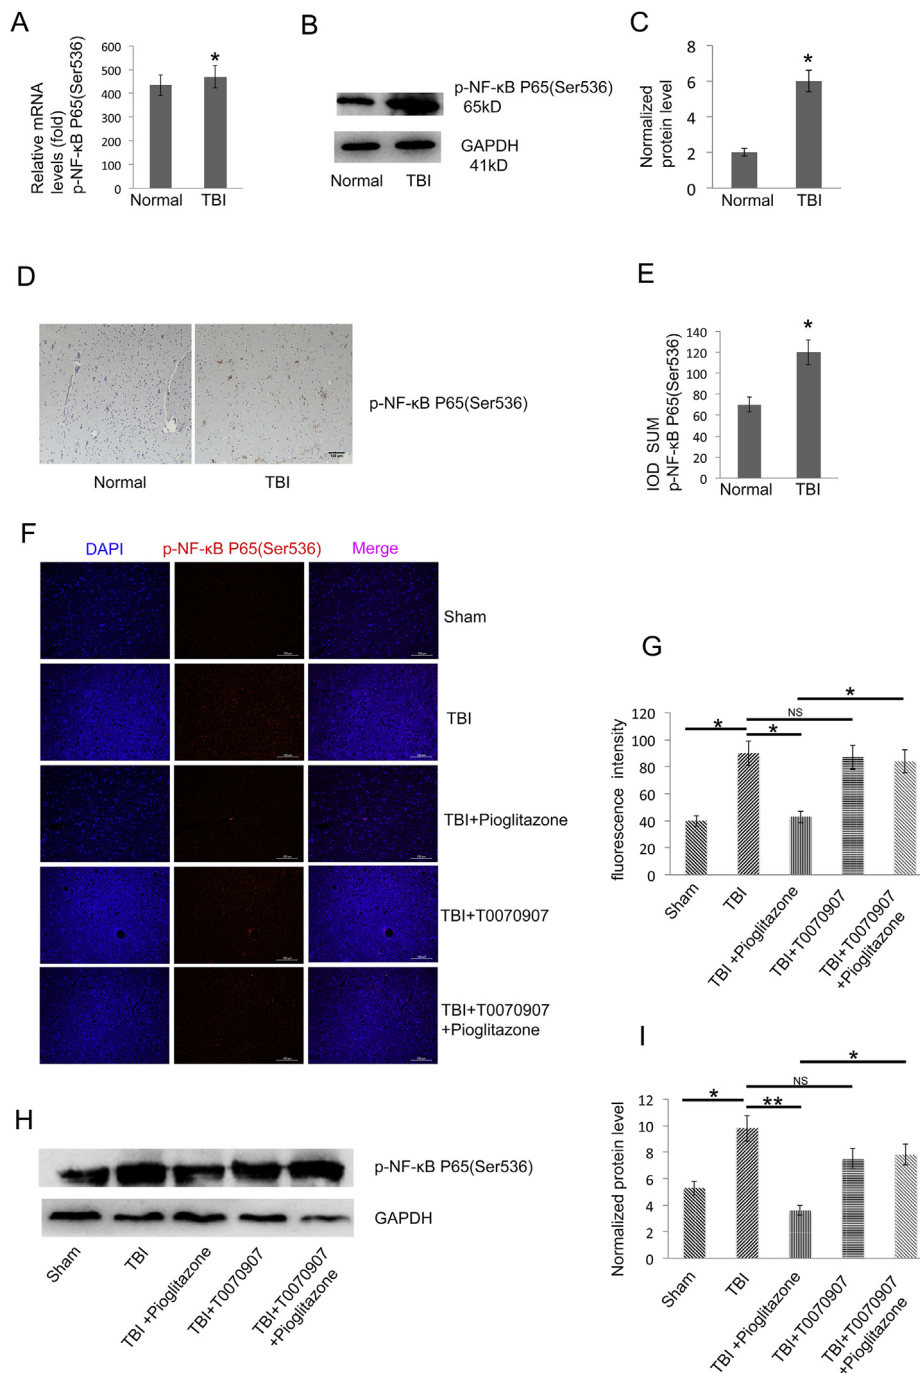 A
Relative mRNA
levels (fold)
p-NF-κB P65(Ser536)
600
500
400
300
200
100
0
*
Normal
TBI
B
p-NF-κB P65(Ser536)
65kD
GAPDH
41kD
Normal
TBI
C
Normalized
protein level
8
6
4
2
0
*
Normal
TBI
D
p-NF-κB P65(Ser536)
Normal
TBI
E
IOD SUM
p-NF-κB P65(Ser536)
140
120
100
80
60
40
20
0
*
Normal
TBI
F
DAPI
p-NF-κB P65(Ser536)
Merge
Sham
TBI
TBI+Pioglitazone
TBI+T0070907
TBI+T0070907
+Pioglitazone
G
fluorescence intensity
120
100
80
60
40
20
0
*
NS
*
*
Sham
TBI
TBI +Pioglitazone
TBI+T0070907
TBI+T0070907
+Pioglitazone
H
p-NF-κB P65(Ser536)
GAPDH
Sham
TBI
TBI +Pioglitazone
TBI+T0070907
TBI+T0070907
+Pioglitazone
I
Normalized protein level
12
10
8
6
4
2
0
*
NS
*
**
Sham
TBI
TBI +Pioglitazone
TBI+T0070907
TBI+T0070907
+Pioglitazone